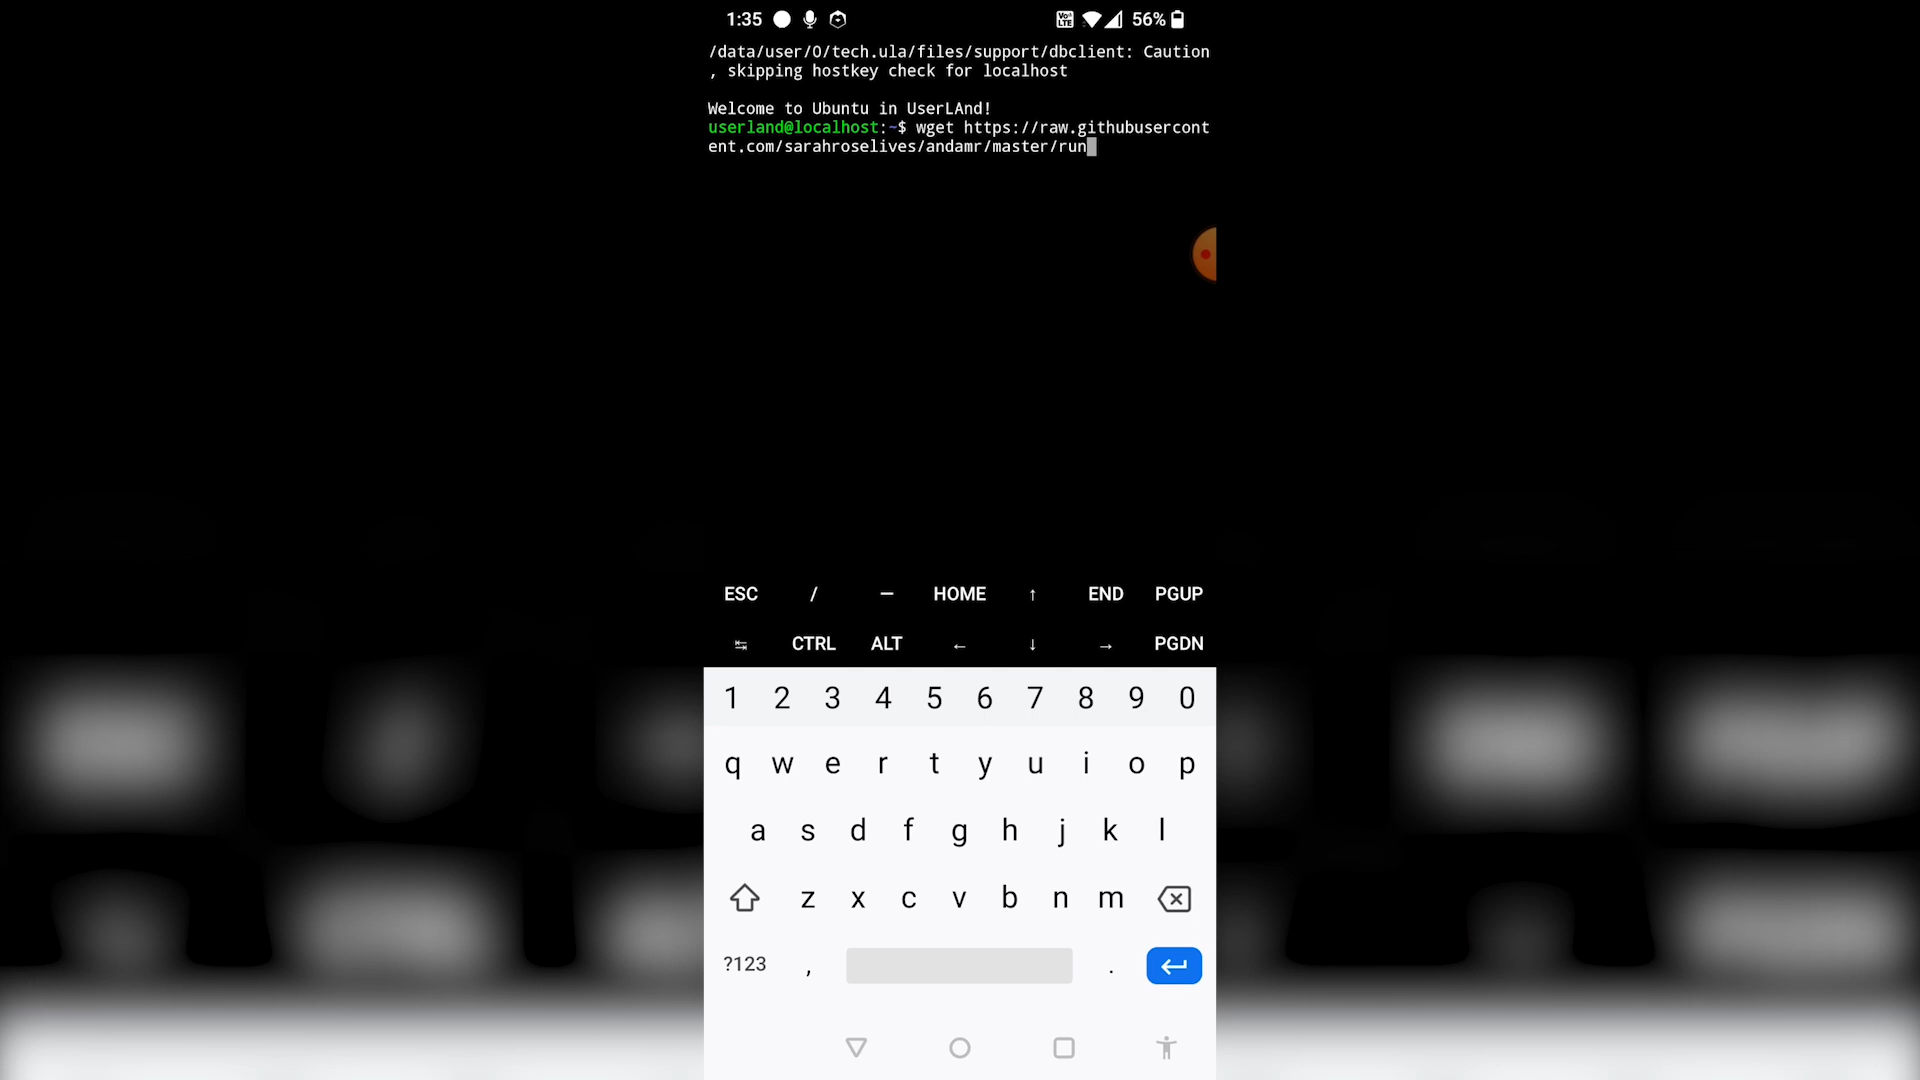 1:35 Vo LTE 56%
/data/user/0/tech.ula/files/support/dbclient: Caution
, skipping hostkey check for localhost
Welcome to Ubuntu in UserLAnd!
userland@localhost:~$ wget https://raw.githubusercont
ent.com/sarahroselives/andamr/master/run
ESC / — HOME ↑ END PGUP
⇆ CTRL ALT ← ↓ → PGDN
1 2 3 4 5 6 7 8 9 0
q w e r t y u i o p
a s d f g h j k l
z x c v b n m
?123 , .